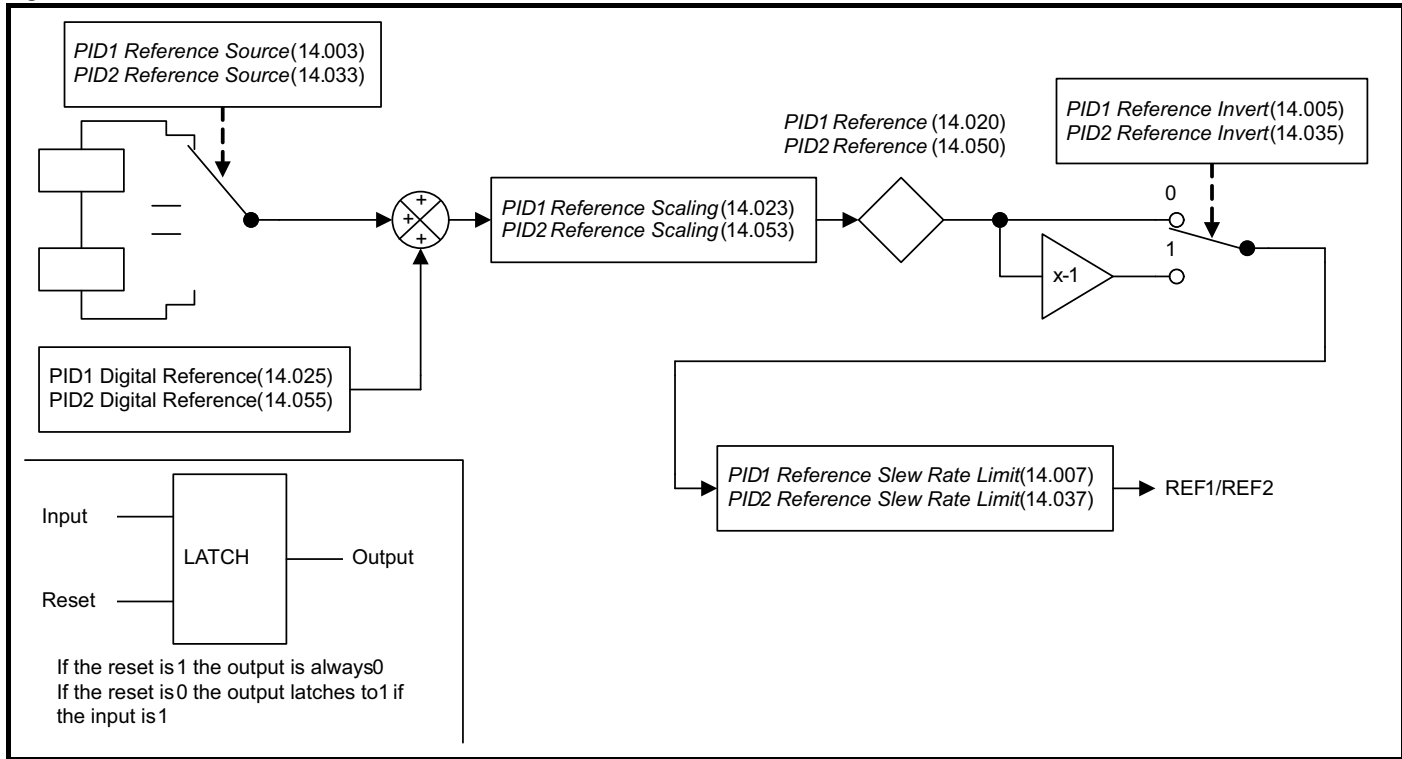 PID1 Reference Source(14.003)
PID2 Reference Source(14.033)
PID1 Reference (14.020)
PID2 Reference (14.050)
PID1 Reference Invert(14.005)
PID2 Reference Invert(14.035)
0
+
+
+
PID1 Reference Scaling(14.023)
PID2 Reference Scaling(14.053)
1
x-1
PID1 Digital Reference(14.025)
PID2 Digital Reference(14.055)
PID1 Reference Slew Rate Limit(14.007)
PID2 Reference Slew Rate Limit(14.037)
REF1/REF2
Input
LATCH
Output
Reset
If the reset is 1 the output is always0
If the reset is 0 the output latches to1 if
the input is 1